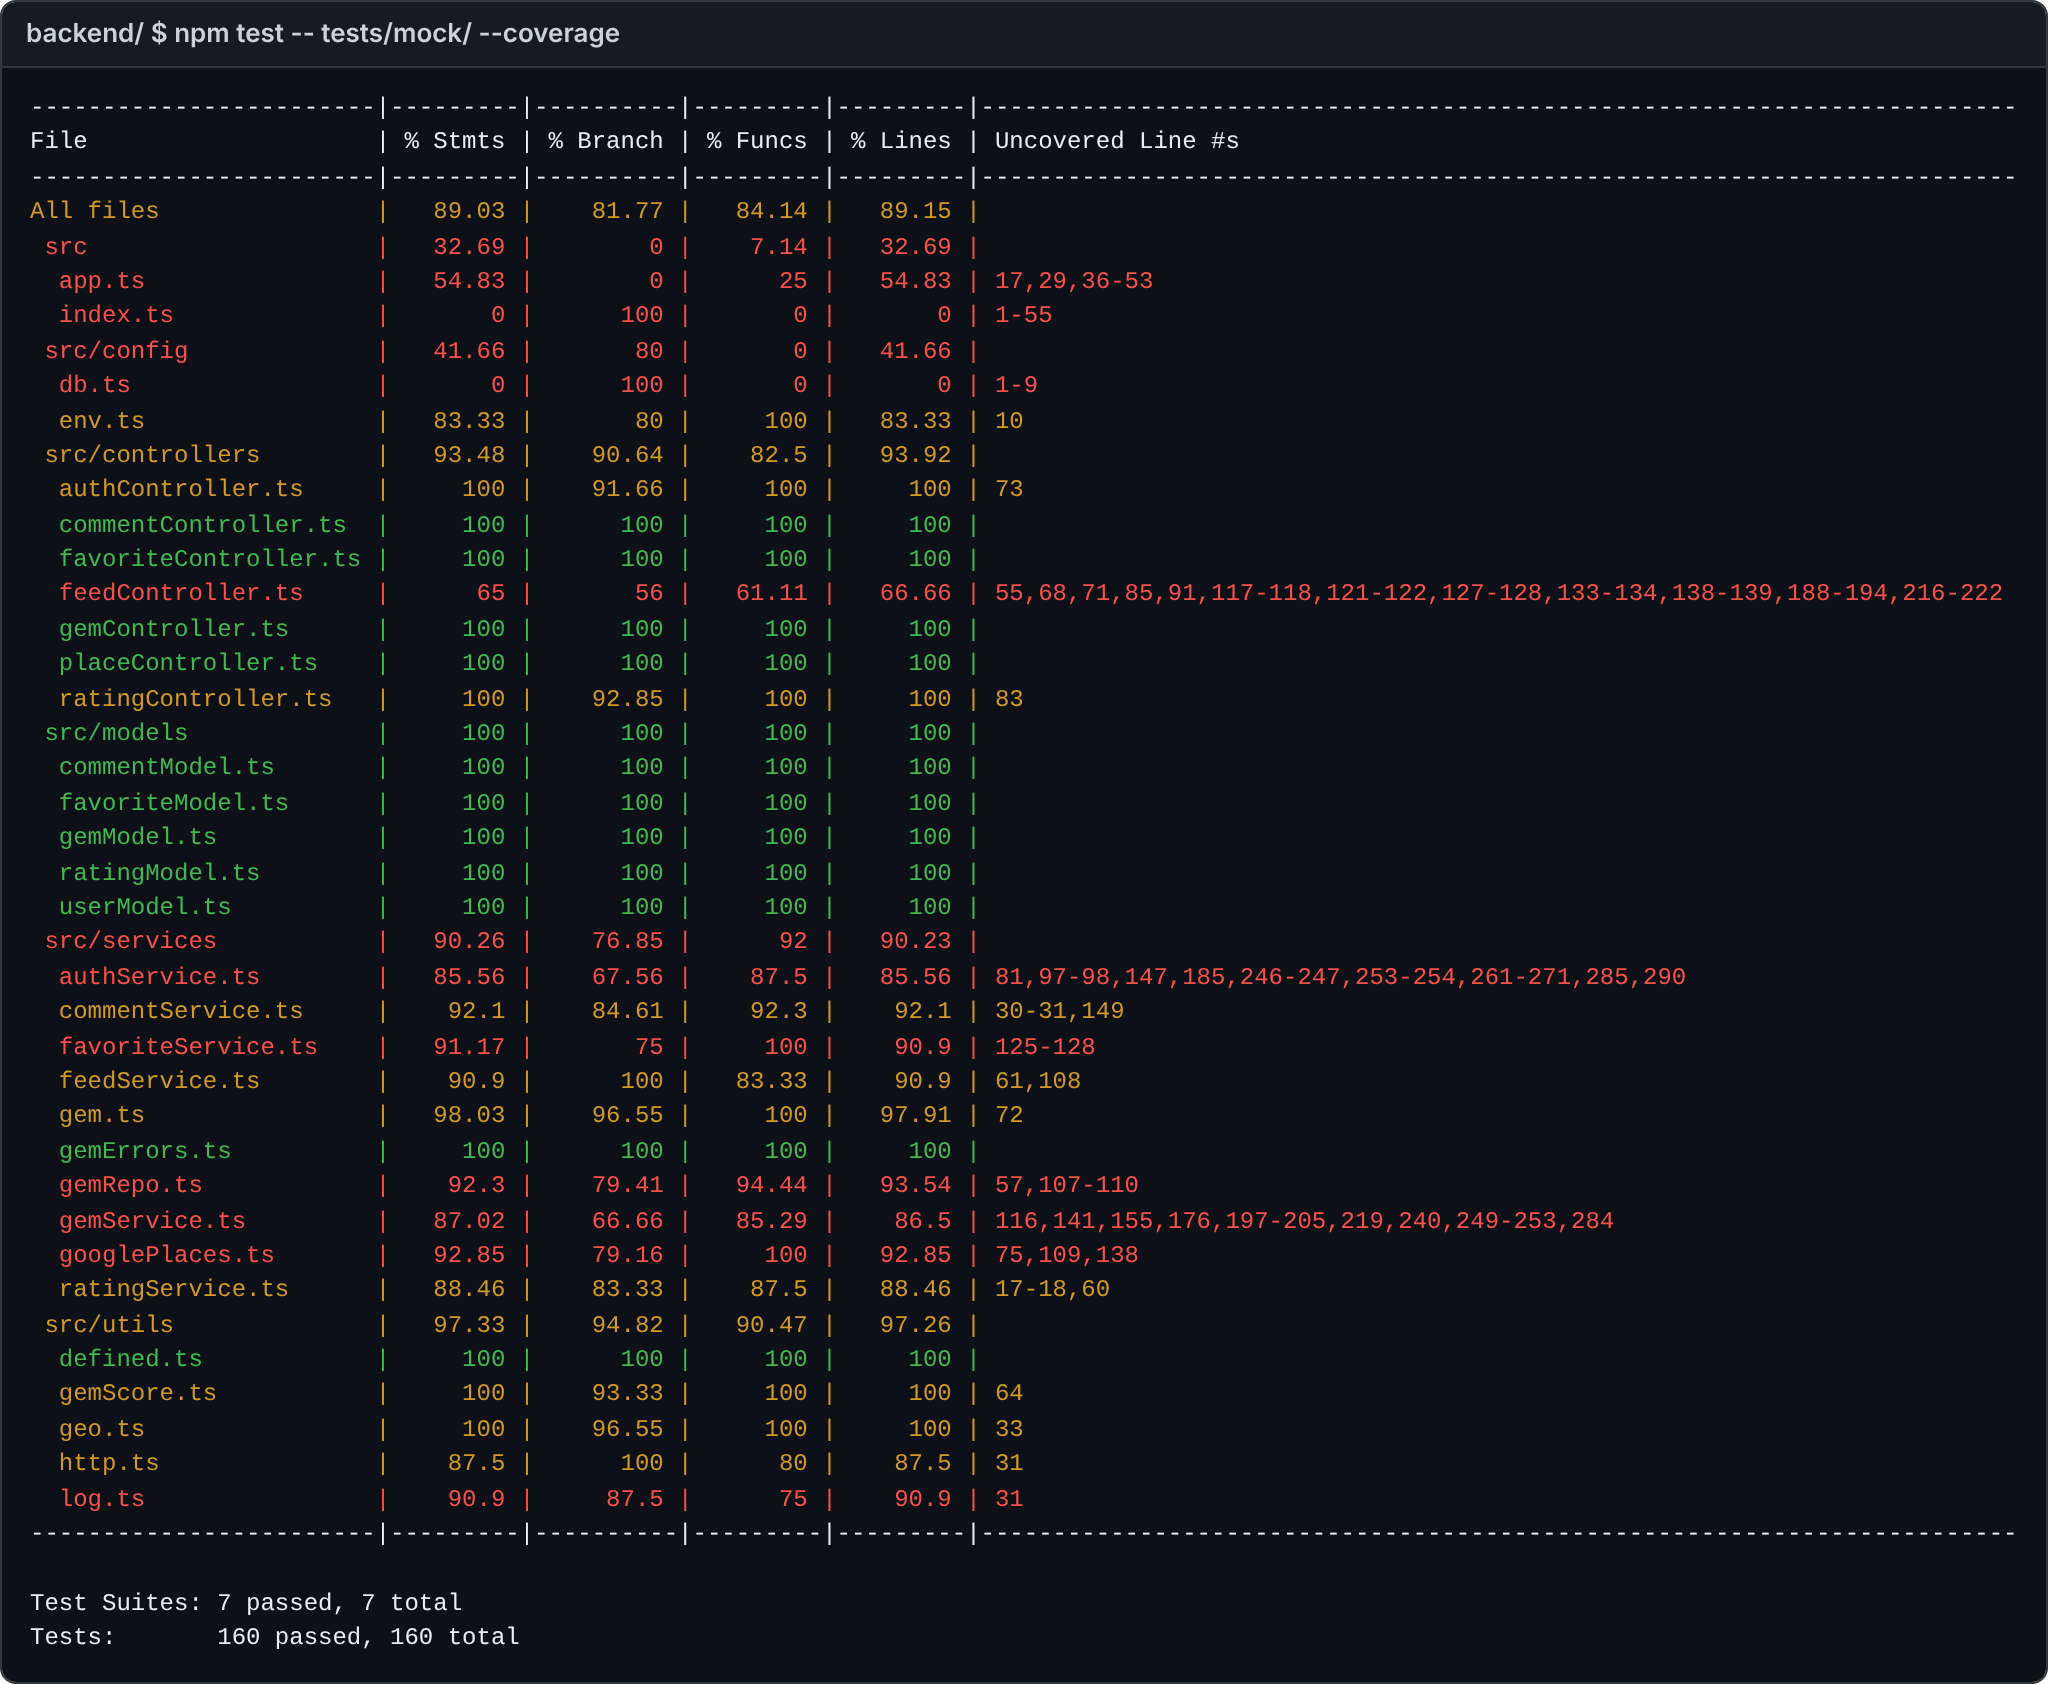 backend/ $ npm test -- tests/mock/ --coverage
------------------------|---------|----------|---------|---------|------------------------------------------------------------------------
File                    | % Stmts | % Branch | % Funcs | % Lines | Uncovered Line #s
------------------------|---------|----------|---------|---------|------------------------------------------------------------------------
All files               |   89.03 |    81.77 |   84.14 |   89.15 |
 src                    |   32.69 |        0 |    7.14 |   32.69 |
  app.ts                |   54.83 |        0 |      25 |   54.83 | 17,29,36-53
  index.ts              |       0 |      100 |       0 |       0 | 1-55
 src/config             |   41.66 |       80 |       0 |   41.66 |
  db.ts                 |       0 |      100 |       0 |       0 | 1-9
  env.ts                |   83.33 |       80 |     100 |   83.33 | 10
 src/controllers        |   93.48 |    90.64 |    82.5 |   93.92 |
  authController.ts     |     100 |    91.66 |     100 |     100 | 73
  commentController.ts  |     100 |      100 |     100 |     100 |
  favoriteController.ts |     100 |      100 |     100 |     100 |
  feedController.ts     |      65 |       56 |   61.11 |   66.66 | 55,68,71,85,91,117-118,121-122,127-128,133-134,138-139,188-194,216-222
  gemController.ts      |     100 |      100 |     100 |     100 |
  placeController.ts    |     100 |      100 |     100 |     100 |
  ratingController.ts   |     100 |    92.85 |     100 |     100 | 83
 src/models             |     100 |      100 |     100 |     100 |
  commentModel.ts       |     100 |      100 |     100 |     100 |
  favoriteModel.ts      |     100 |      100 |     100 |     100 |
  gemModel.ts           |     100 |      100 |     100 |     100 |
  ratingModel.ts        |     100 |      100 |     100 |     100 |
  userModel.ts          |     100 |      100 |     100 |     100 |
 src/services           |   90.26 |    76.85 |      92 |   90.23 |
  authService.ts        |   85.56 |    67.56 |    87.5 |   85.56 | 81,97-98,147,185,246-247,253-254,261-271,285,290
  commentService.ts     |    92.1 |    84.61 |    92.3 |    92.1 | 30-31,149
  favoriteService.ts    |   91.17 |       75 |     100 |    90.9 | 125-128
  feedService.ts        |    90.9 |      100 |   83.33 |    90.9 | 61,108
  gem.ts                |   98.03 |    96.55 |     100 |   97.91 | 72
  gemErrors.ts          |     100 |      100 |     100 |     100 |
  gemRepo.ts            |    92.3 |    79.41 |   94.44 |   93.54 | 57,107-110
  gemService.ts         |   87.02 |    66.66 |   85.29 |    86.5 | 116,141,155,176,197-205,219,240,249-253,284
  googlePlaces.ts       |   92.85 |    79.16 |     100 |   92.85 | 75,109,138
  ratingService.ts      |   88.46 |    83.33 |    87.5 |   88.46 | 17-18,60
 src/utils              |   97.33 |    94.82 |   90.47 |   97.26 |
  defined.ts            |     100 |      100 |     100 |     100 |
  gemScore.ts           |     100 |    93.33 |     100 |     100 | 64
  geo.ts                |     100 |    96.55 |     100 |     100 | 33
  http.ts               |    87.5 |      100 |      80 |    87.5 | 31
  log.ts                |    90.9 |     87.5 |      75 |    90.9 | 31
------------------------|---------|----------|---------|---------|------------------------------------------------------------------------
Test Suites: 7 passed, 7 total
Tests:       160 passed, 160 total